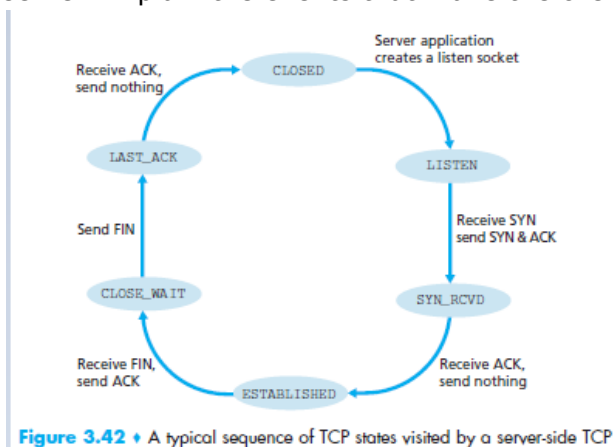 Server application
creates a listen socket
Receive ACK,
send nothing
CLOSED
LAST_ACK
LISTEN
Send FIN
Receive SYN
send SYN & ACK
CLOSE_WAIT
SYN_RCVD
Receive FIN,
send ACK
Receive ACK,
send nothing
ESTABLISHED
Figure 3.42 ♦ A typical sequence of TCP states visited by a server-side TCP